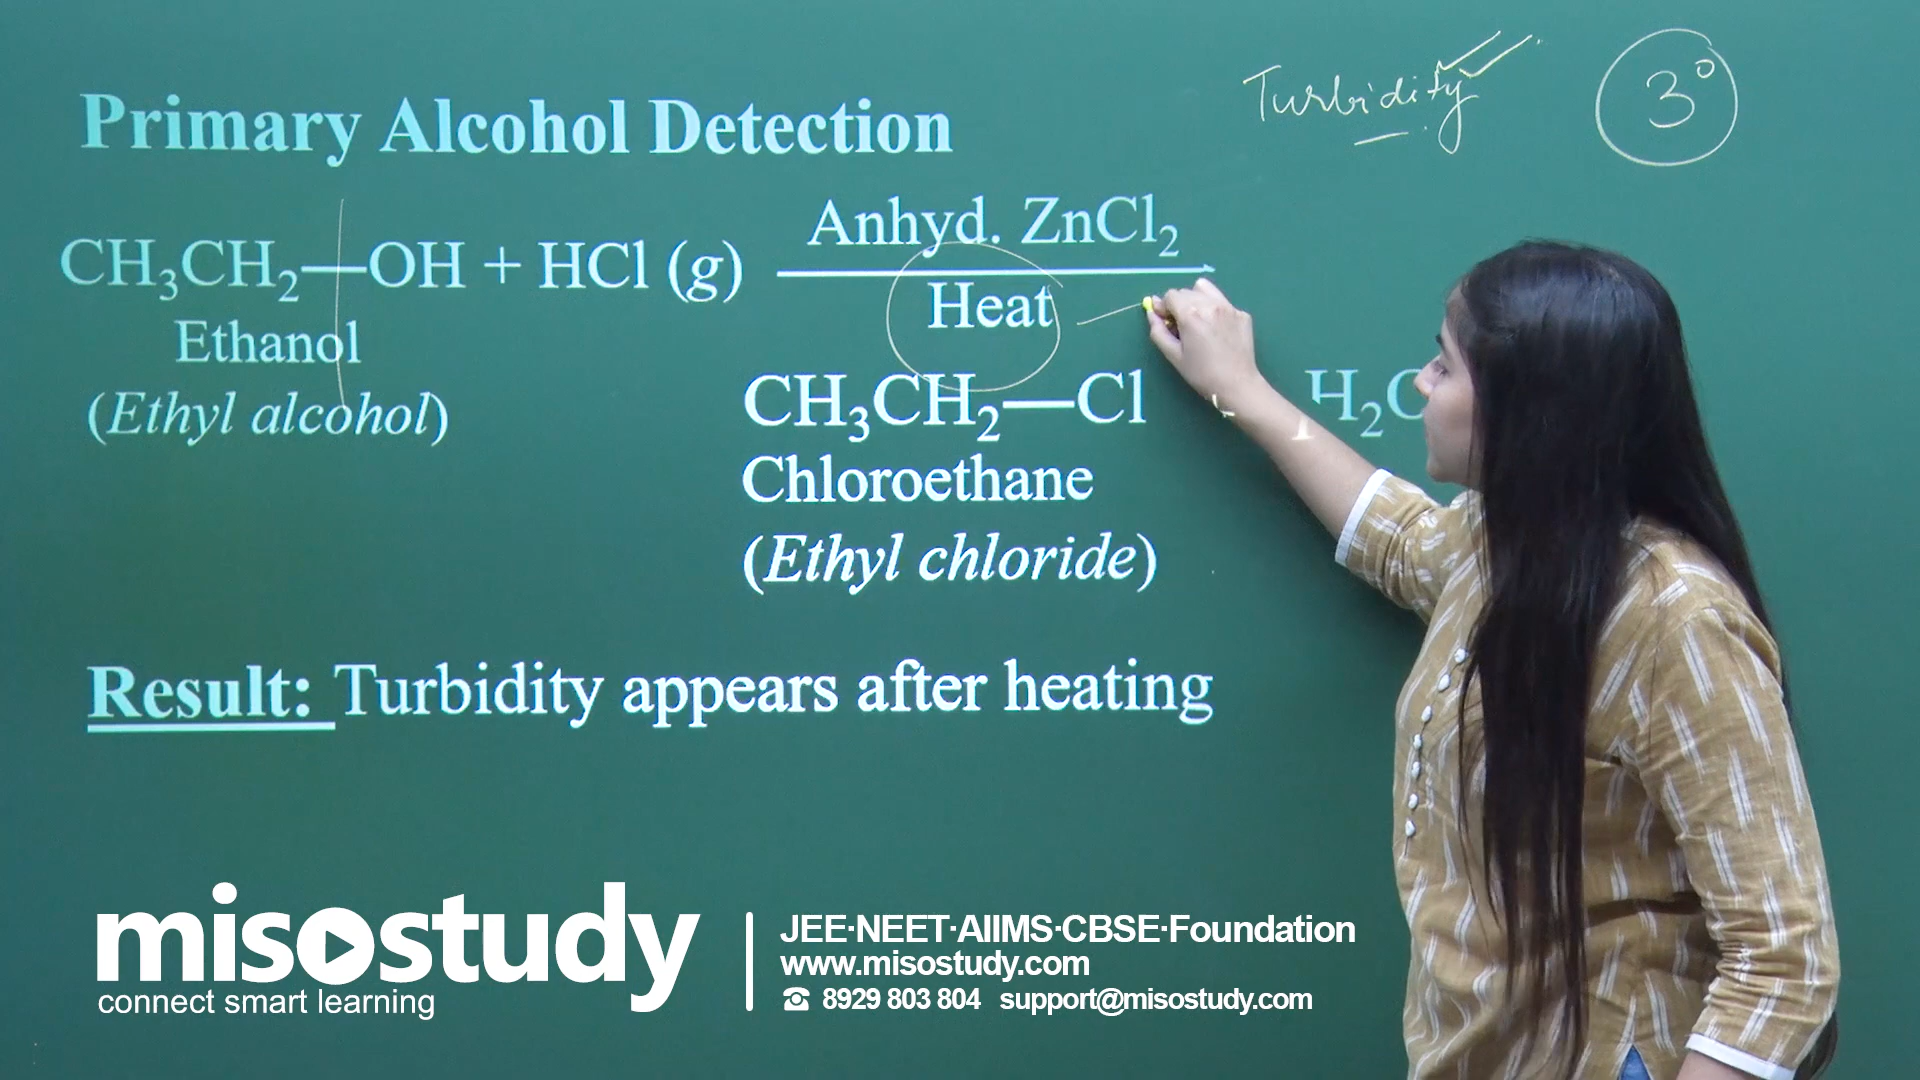 Turbidity 3°
Primary Alcohol Detection
Anhyd. ZnCl₂
CH₃CH₂—OH + HCl (g)
Heat
Ethanol
(Ethyl alcohol)
CH₃CH₂—Cl
H₂
Chloroethane
(Ethyl chloride)
Result: Turbidity appears after heating
misostudy
connect smart learning
JEE·NEET·AIIMS·CBSE·Foundation
www.misostudy.com
☎ 8929 803 804 support@misostudy.com